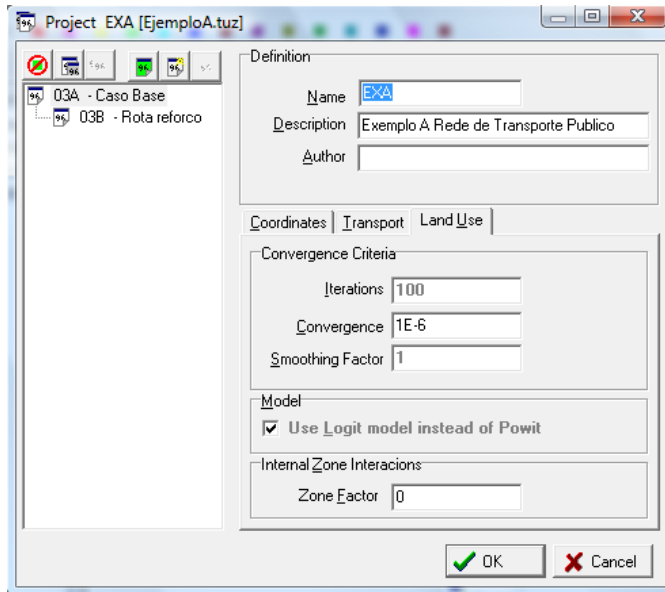 Project EXA [EjemploA.tuz]
03A - Caso Base
03B - Rota reforco
Definition
Name EXA
Description Exemplo A Rede de Transporte Publico
Author
Coordinates Transport Land Use
Convergence Criteria
Iterations 100
Convergence 1E-6
Smoothing Factor 1
Model
Use Logit model instead of Powit
Internal Zone Interacions
Zone Factor 0
OK Cancel